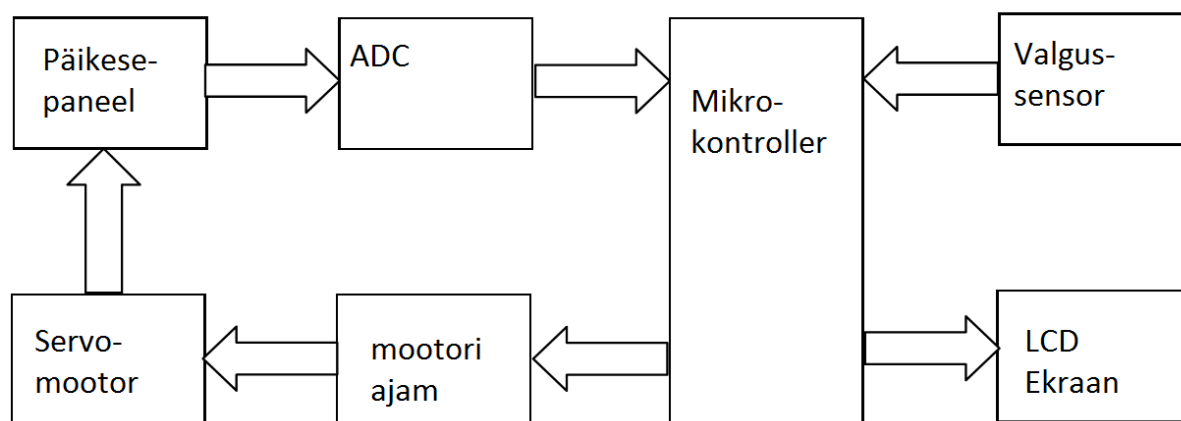 Päikese-
paneel
ADC
Mikro-
kontroller
Valgus-
sensor
Servo-
mootor
mootori
ajam
LCD
Ekraan